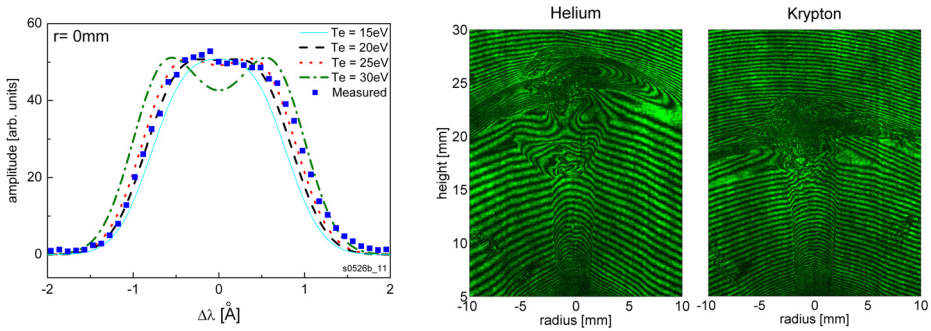 r= 0mm
Te = 15eV
Te = 20eV
Te = 25eV
Te = 30eV
Measured
60
40
20
0
amplitude [arb. units]
s0526b_11
-2 -1 0 1 2
Δλ [Å]
Helium
30
25
20
15
10
5
height [mm]
-10 -5 0 5 10
radius [mm]
Krypton
-10 -5 0 5 10
radius [mm]